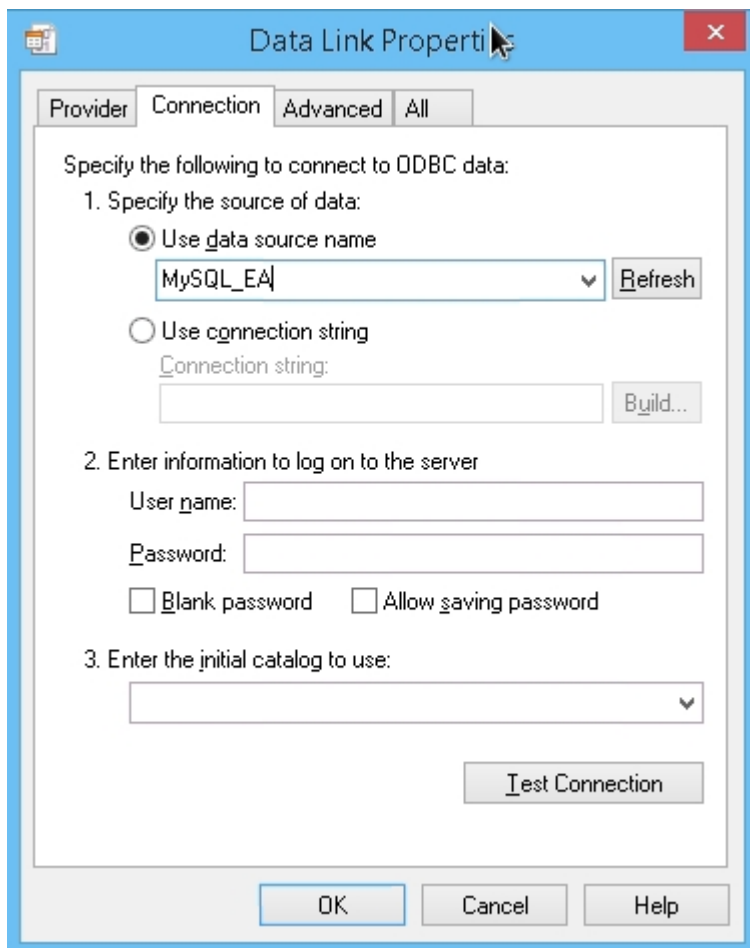 Data Link Properties
Provider Connection Advanced All
Specify the following to connect to ODBC data:
1. Specify the source of data:
Use data source name
MySQL_EA Refresh
Use connection string
Connection string:
Build...
2. Enter information to log on to the server
User name:
Password:
Blank password Allow saving password
3. Enter the initial catalog to use:
Test Connection
OK Cancel Help